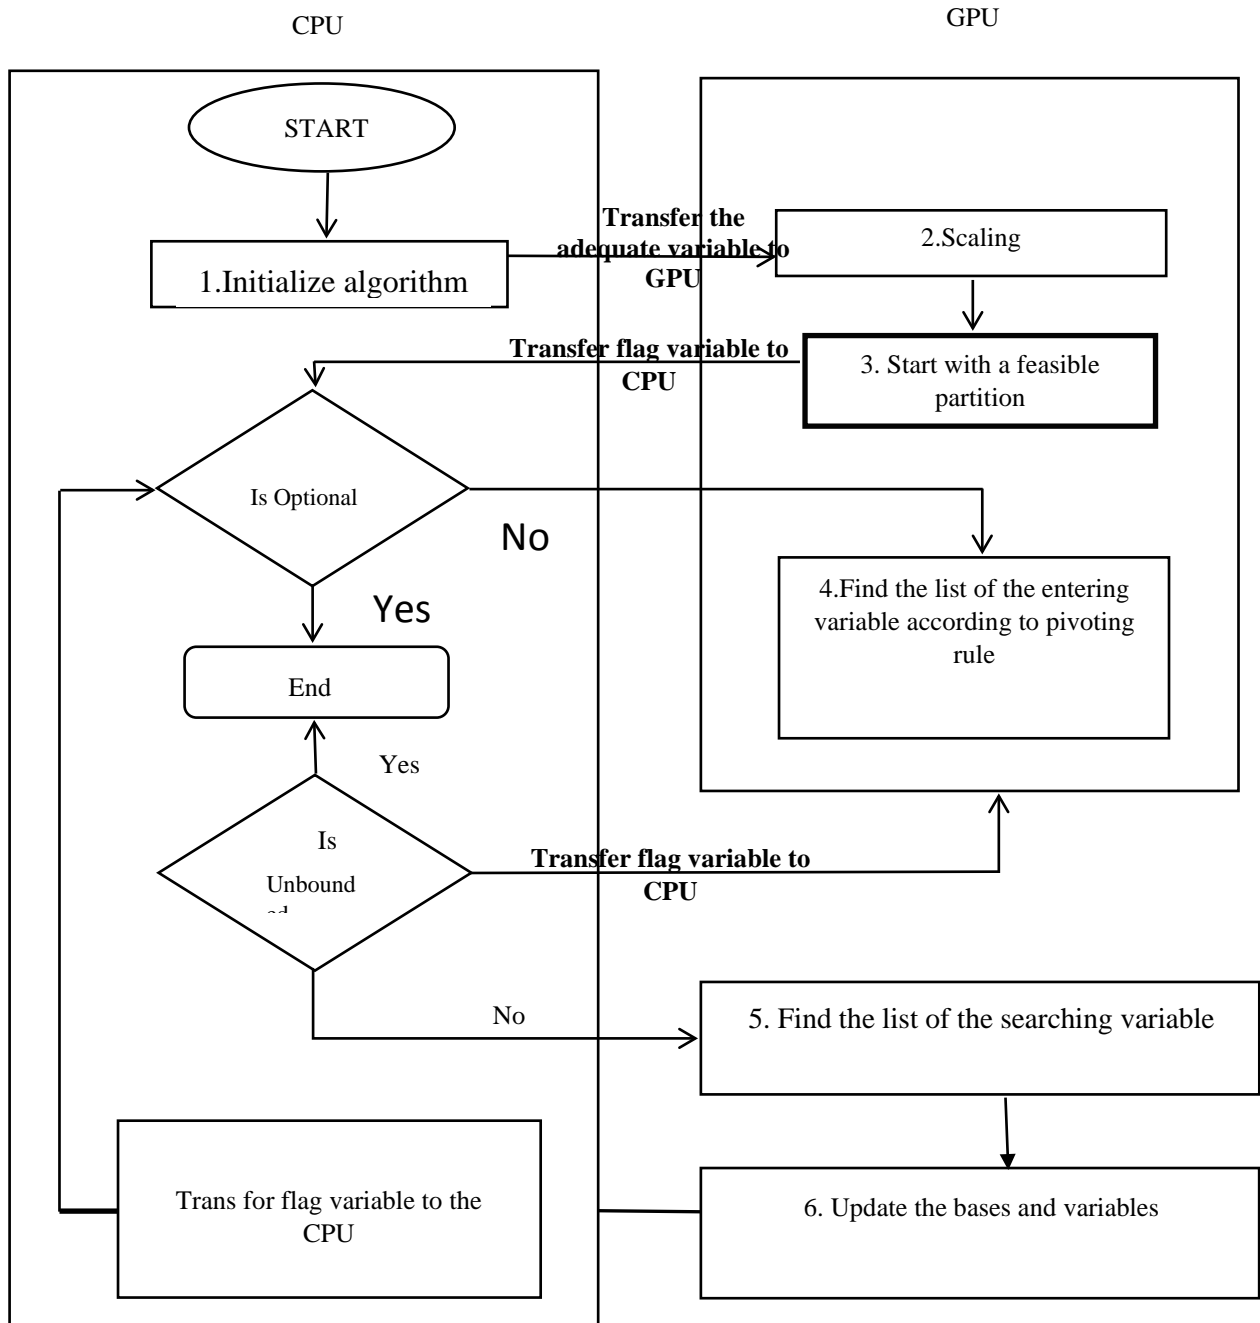 CPU
GPU
START
1.Initialize algorithm
Transfer the
adequate variable to
GPU
2.Scaling
Transfer flag variable to
CPU
3. Start with a feasible
partition
Is Optional
No
Yes
4.Find the list of the entering
variable according to pivoting
rule
End
Yes
Is
Unbound
ed
Transfer flag variable to
CPU
No
5. Find the list of the searching variable
Trans for flag variable to the
CPU
6. Update the bases and variables